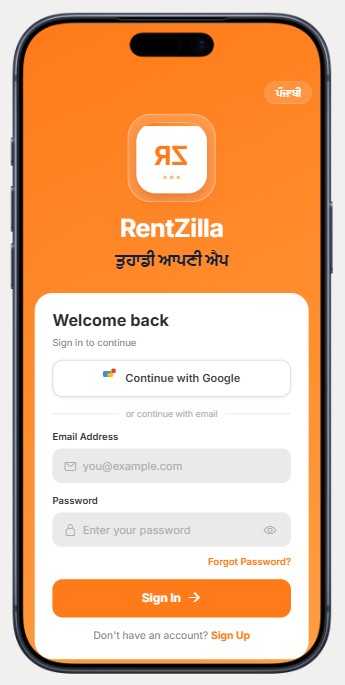 ਪੰਜਾਬੀ
RZ
RentZilla
ਤੁਹਾਡੀ ਆਪਣੀ ਐਪ
Welcome back
Sign in to continue
Continue with Google
or continue with email
Email Address
you@example.com
Password
Enter your password
Forgot Password?
Sign In →
Don't have an account? Sign Up